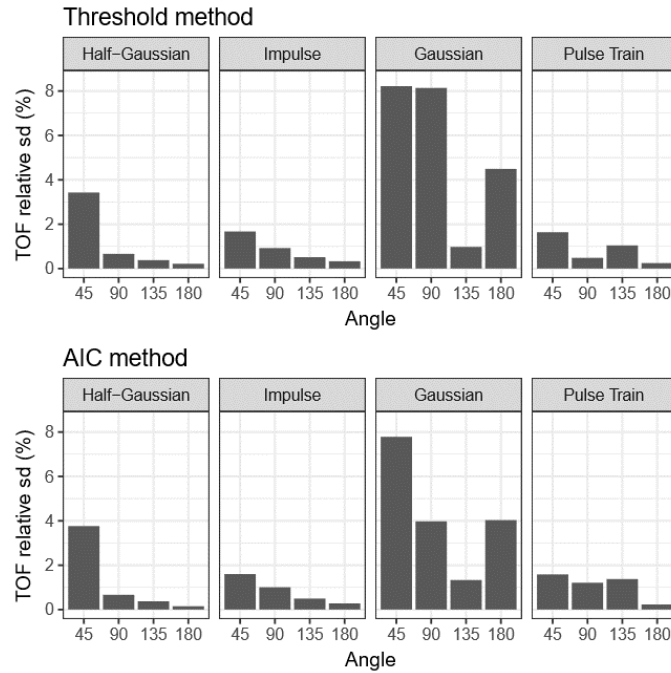 Threshold method
Half-Gaussian Impulse Gaussian Pulse Train
TOF relative sd (%)
8
6
4
2
0
45 90 135 180 45 90 135 180 45 90 135 180 45 90 135 180
Angle
AIC method
Half-Gaussian Impulse Gaussian Pulse Train
TOF relative sd (%)
8
6
4
2
0
45 90 135 180 45 90 135 180 45 90 135 180 45 90 135 180
Angle